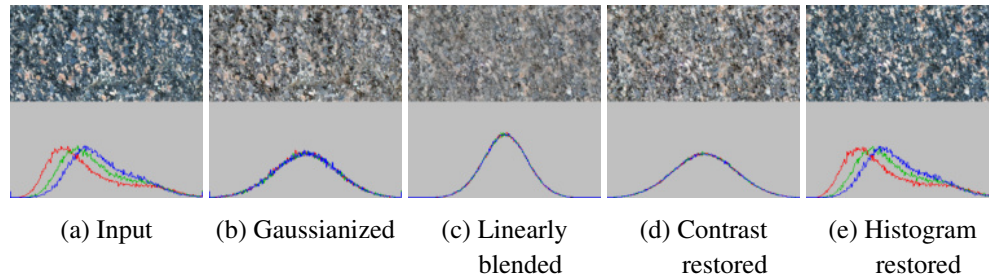 (a) Input
(b) Gaussianized
(c) Linearly
blended
(d) Contrast
restored
(e) Histogram
restored